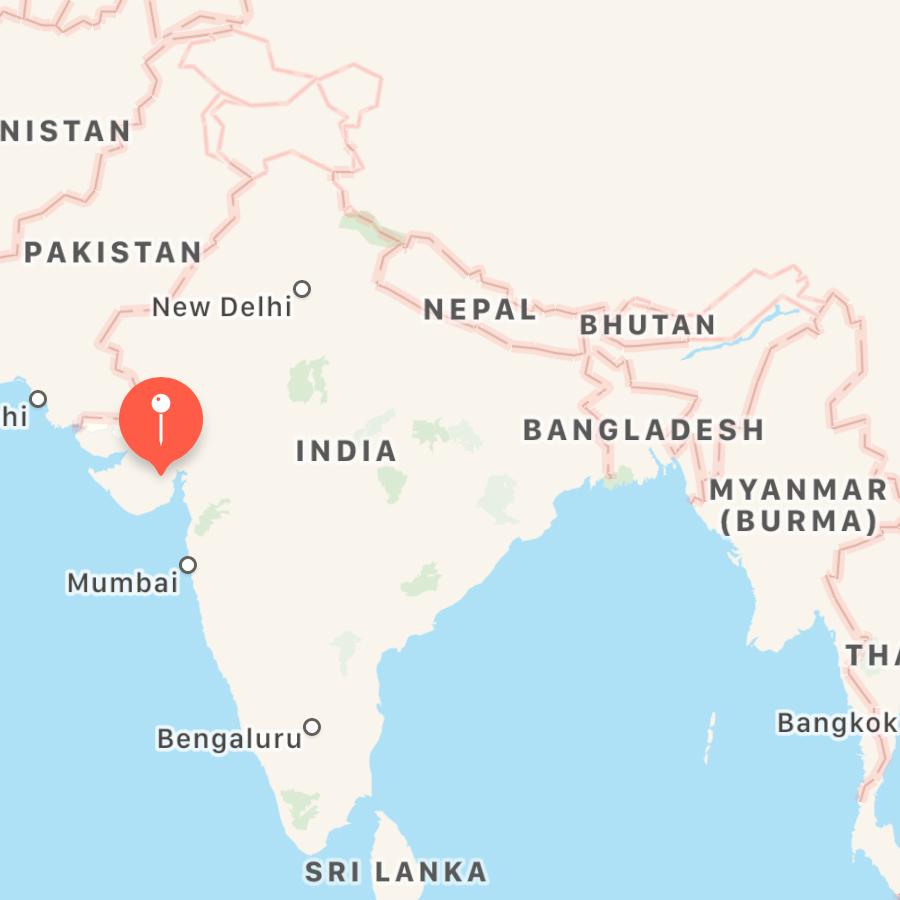 NISTAN
PAKISTAN
New Delhi
NEPAL
BHUTAN
hi
INDIA
BANGLADESH
MYANMAR
(BURMA)
Mumbai
THA
Bengaluru
Bangkok
SRI LANKA